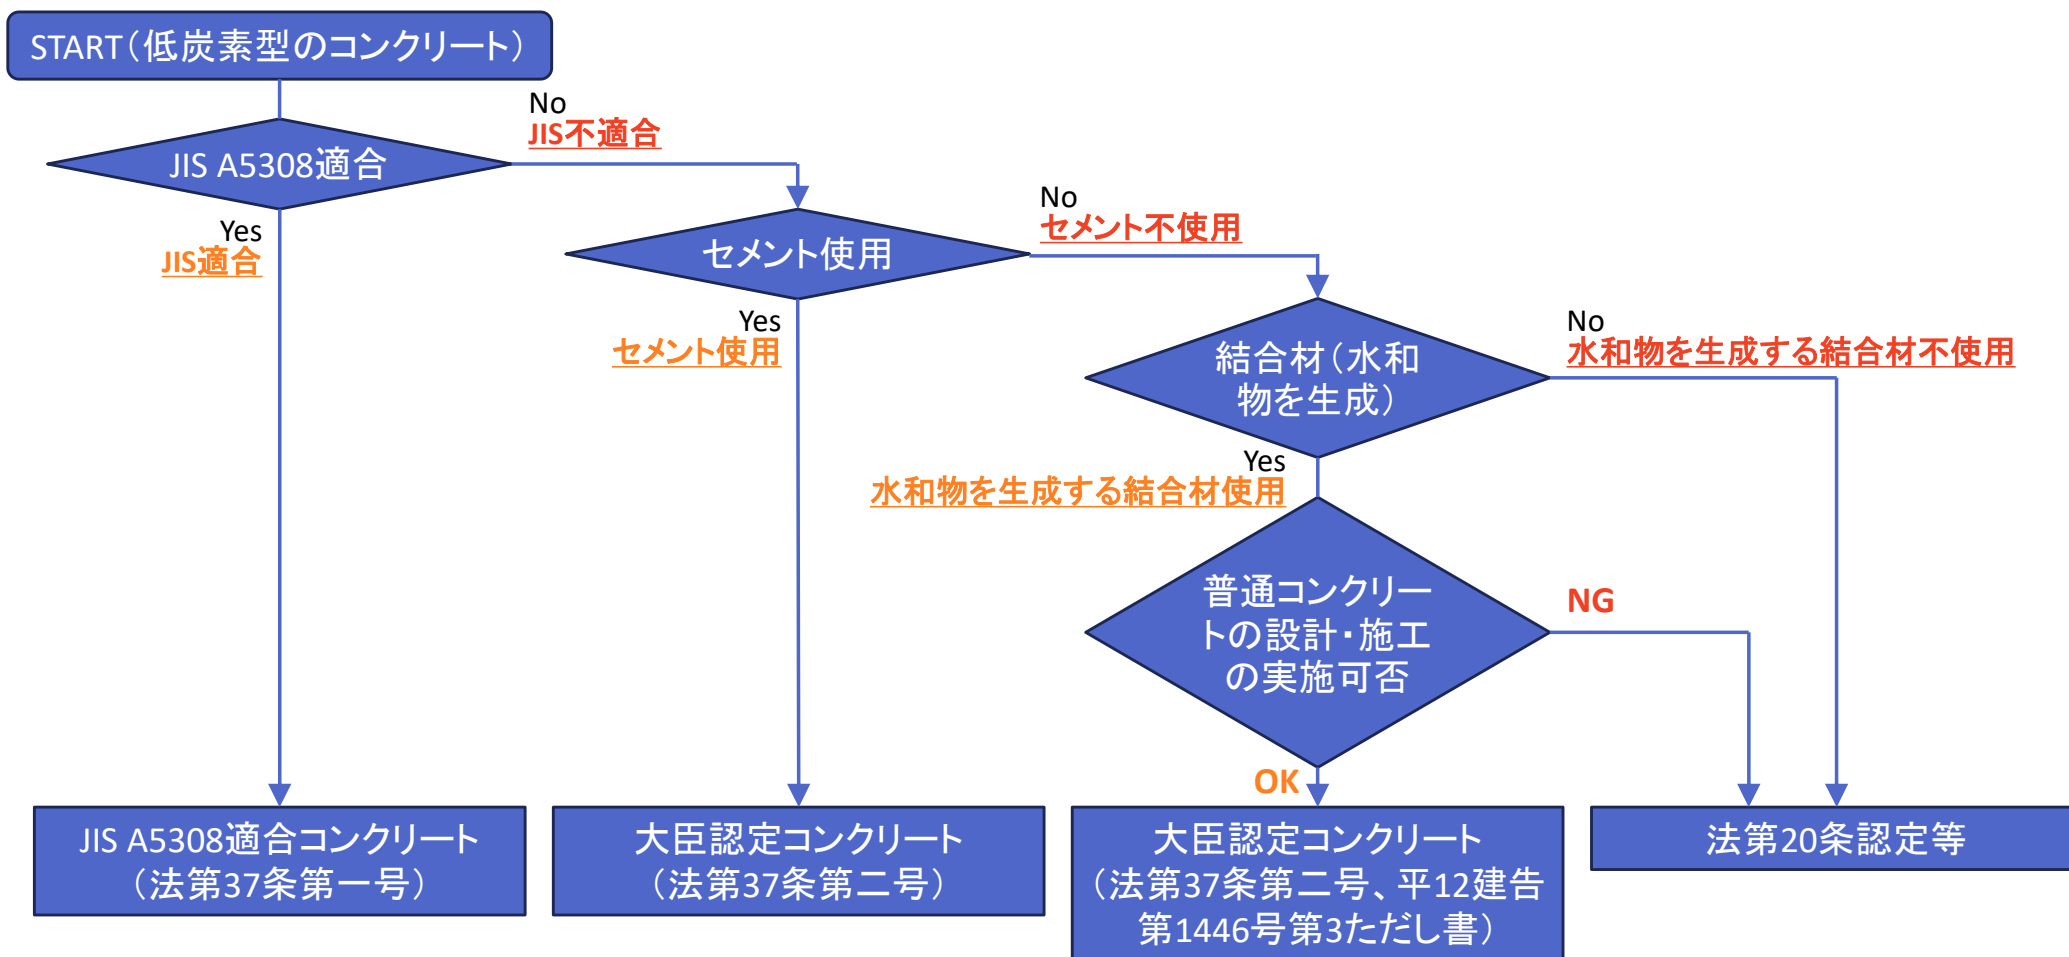 START（低炭素型のコンクリート）
No
JIS不適合
JIS A5308適合
Yes
JIS適合
No
セメント不使用
セメント使用
Yes
セメント使用
No
水和物を生成する結合材不使用
結合材（水和
物を生成）
Yes
水和物を生成する結合材使用
普通コンクリー
トの設計・施工
の実施可否
NG
OK
JIS A5308適合コンクリート
（法第37条第一号）
大臣認定コンクリート
（法第37条第二号）
大臣認定コンクリート
（法第37条第二号、平12建告
第1446号第3ただし書）
法第20条認定等